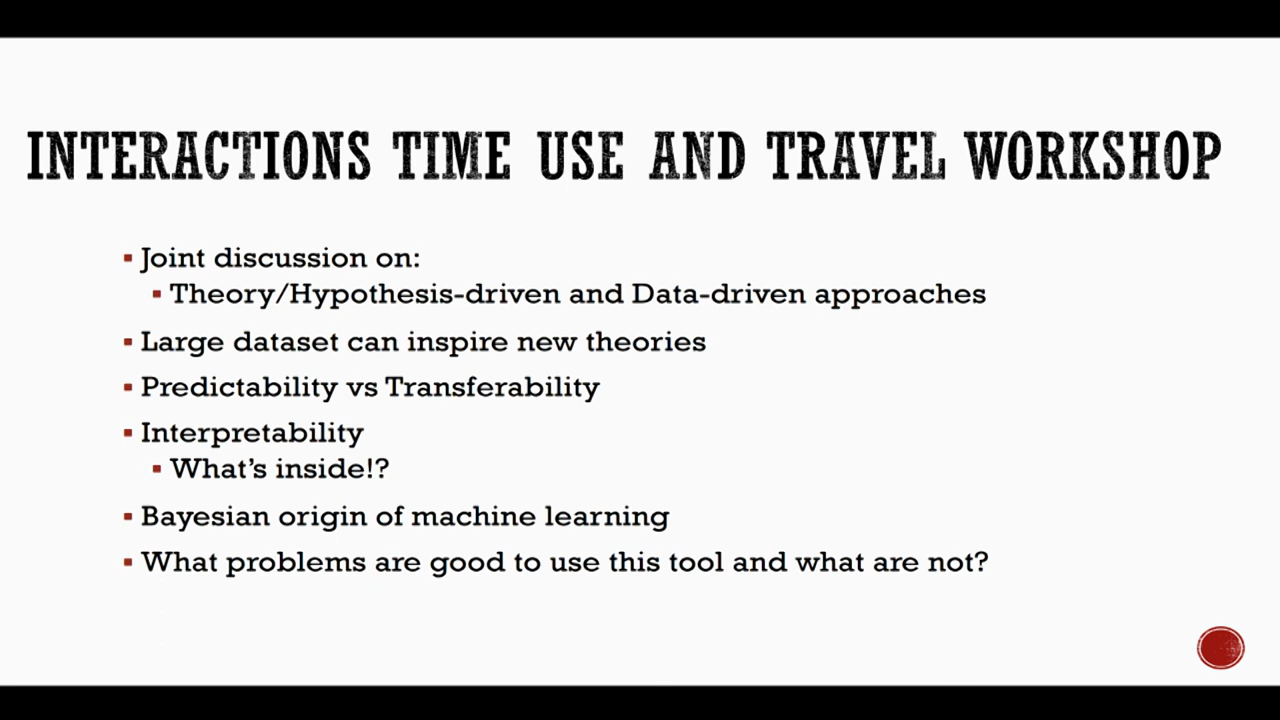 INTERACTIONS TIME USE AND TRAVEL WORKSHOP
Joint discussion on:
Theory/Hypothesis-driven and Data-driven approaches
Large dataset can inspire new theories
Predictability vs Transferability
Interpretability
What's inside!?
Bayesian origin of machine learning
What problems are good to use this tool and what are not?